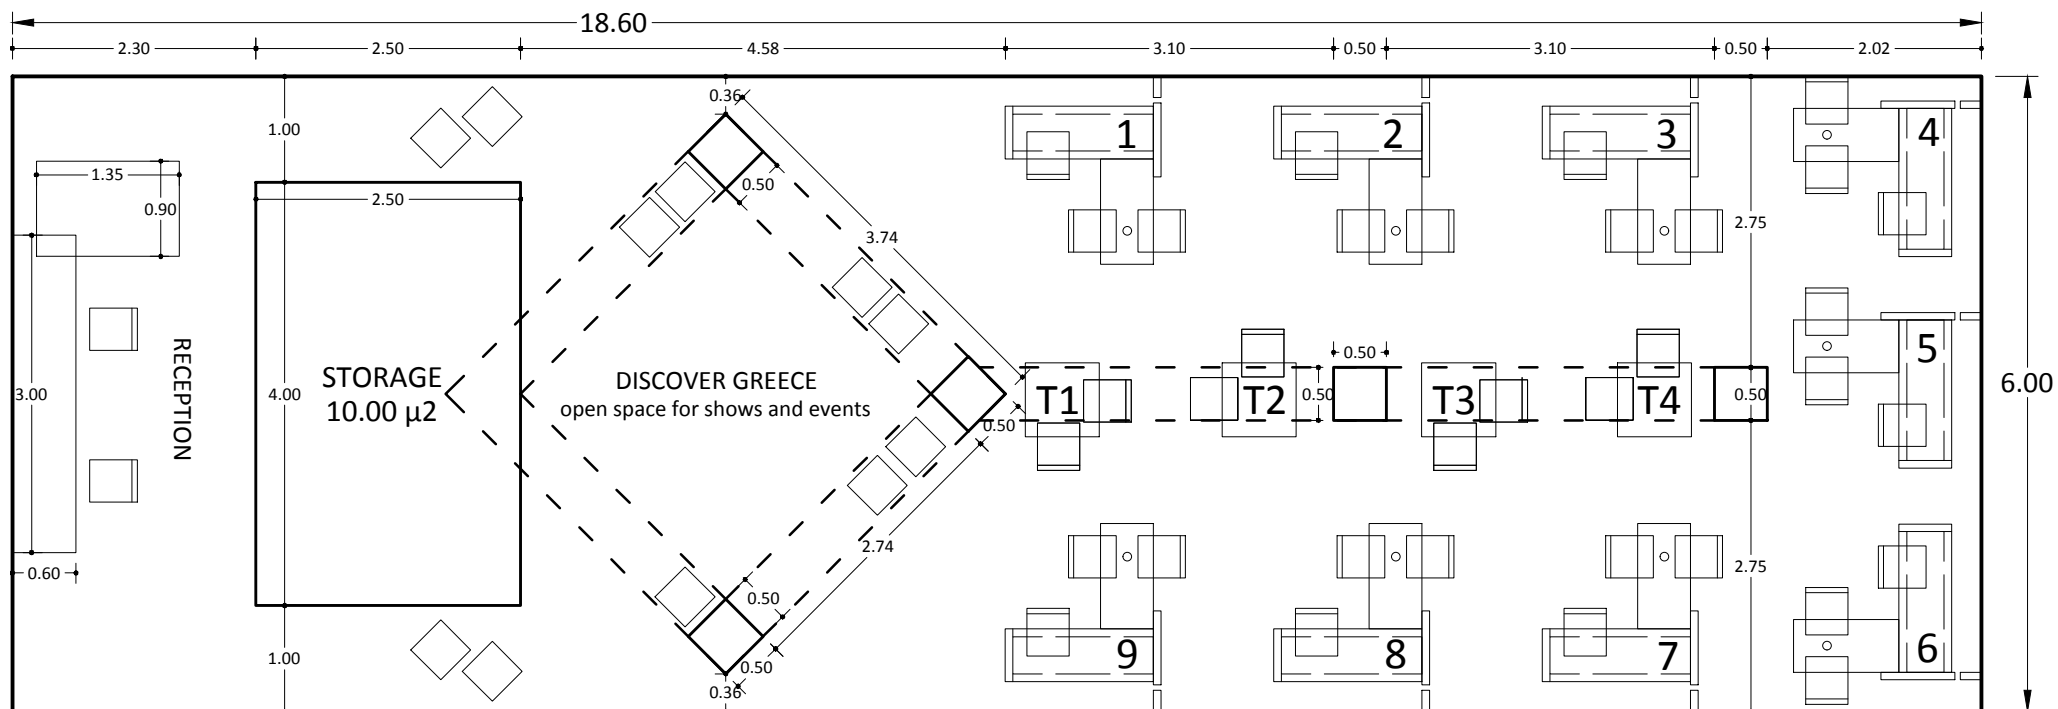 18.60
2.30 2.50 4.58 3.10 0.50 3.10 0.50 2.02
0.36
1.00
1 2 3 4
1.35
2.50
0.50
0.90
2.75
3.74
RECEPTION
0.50
5
STORAGE
10.00 μ2
DISCOVER GREECE
open space for shows and events
3.00
4.00
T1 T2 0.50 T3 T4 0.50
6.00
0.50
2.74
0.60
0.50
2.75
1.00
0.50
9 8 7 6
0.36